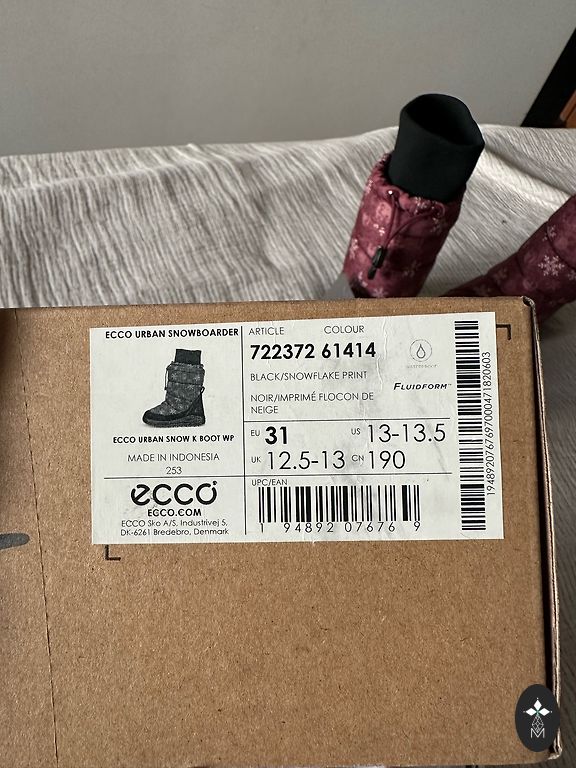 ECCO URBAN SNOWBOARDER
ECCO URBAN SNOW K BOOT WP
MADE IN INDONESIA
253
ecco
ECCO.COM
ECCO Sko A/S. Industrivej 5,
DK-6261 Bredebro, Denmark
ARTICLE COLOUR
722372 61414
BLACK/SNOWFLAKE PRINT
NOIR/IMPRIMÉ FLOCON DE
NEIGE
WATERPROOF
FLUIDFORM™
EU 31 US 13-13.5
UK 12.5-13 CN 190
UPC/EAN
1 94892 07676 9
194892076769700047182060З
M